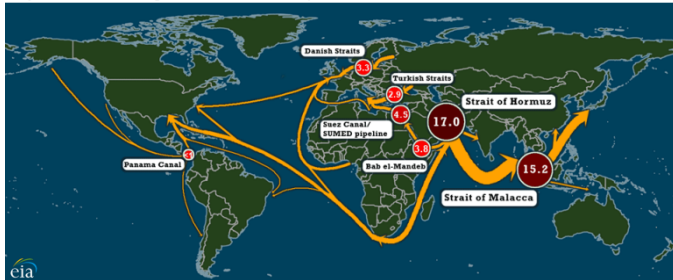 Danish Straits
3.3
Turkish Straits
2.9
Strait of Hormuz
17.0
Suez Canal/
SUMED pipeline
4.5
3.8
Bab el-Mandeb
Panama Canal
15.2
Strait of Malacca
eia